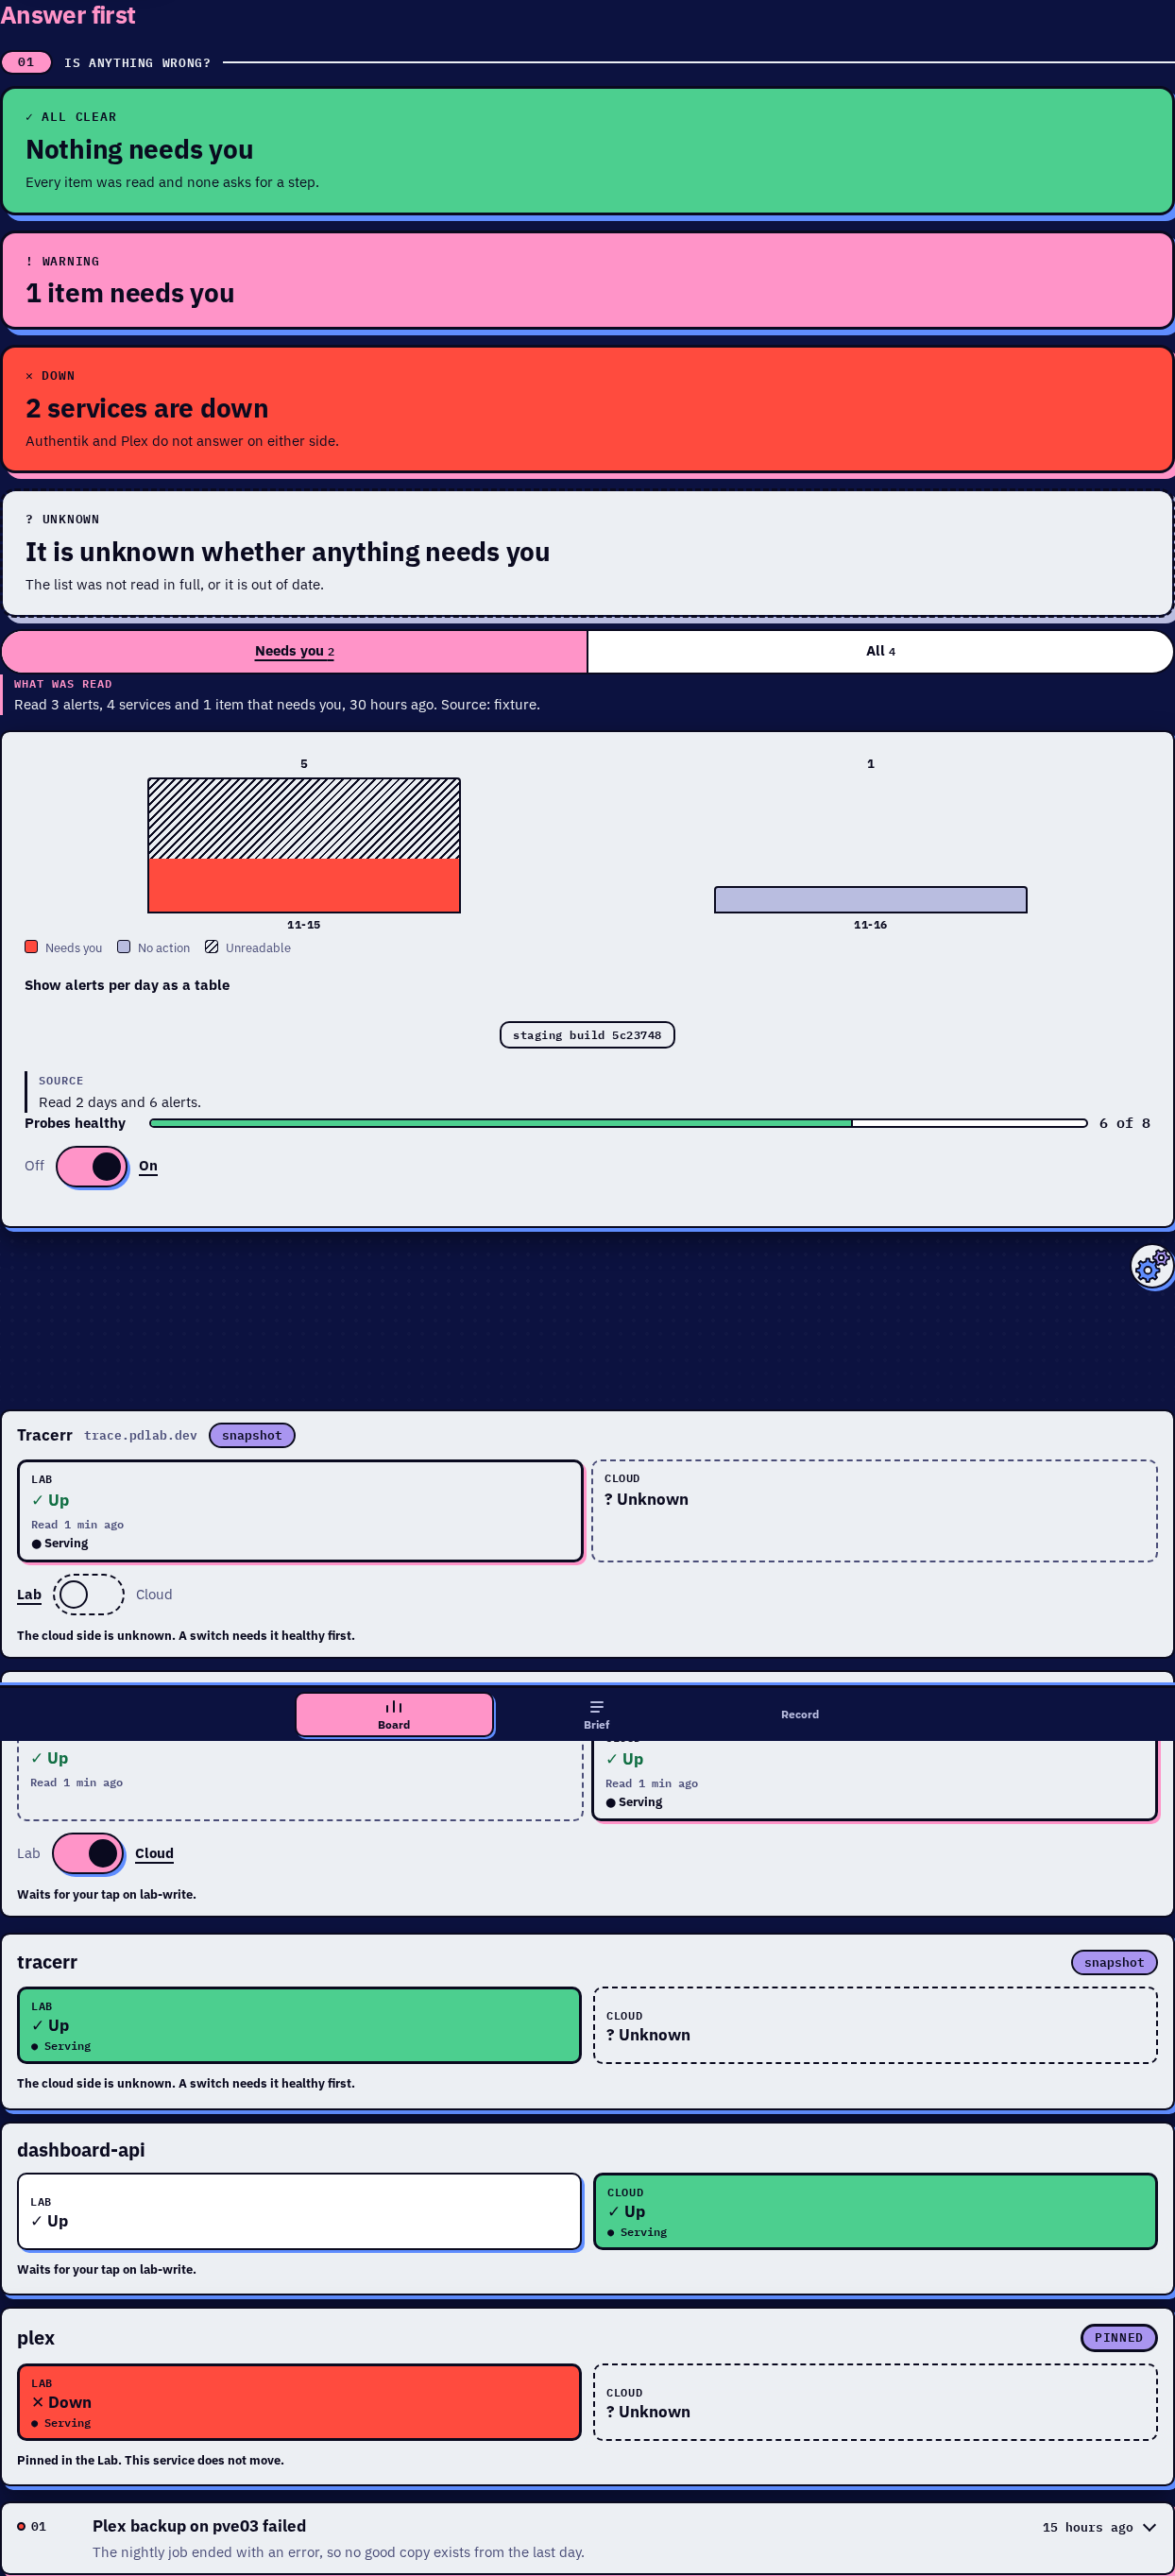 Answer first
01 IS ANYTHING WRONG?
✓ ALL CLEAR
Nothing needs you
Every item was read and none asks for a step.
! WARNING
1 item needs you
✕ DOWN
2 services are down
Authentik and Plex do not answer on either side.
? UNKNOWN
It is unknown whether anything needs you
The list was not read in full, or it is out of date.
Needs you 2 All 4
WHAT WAS READ
Read 3 alerts, 4 services and 1 item that needs you, 30 hours ago. Source: fixture.
5 1
11-15 11-16
Needs you No action Unreadable
Show alerts per day as a table
staging build 5c23748
SOURCE
Read 2 days and 6 alerts.
Probes healthy 6 of 8
Off On
Tracerr trace.pdlab.dev snapshot
LAB
✓ Up
Read 1 min ago
● Serving
CLOUD
? Unknown
Lab Cloud
The cloud side is unknown. A switch needs it healthy first.
Board Brief Record
✓ Up
Read 1 min ago
✓ Up
Read 1 min ago
● Serving
Lab Cloud
Waits for your tap on lab-write.
tracerr snapshot
LAB
✓ Up
● Serving
CLOUD
? Unknown
The cloud side is unknown. A switch needs it healthy first.
dashboard-api
LAB
✓ Up
CLOUD
✓ Up
● Serving
Waits for your tap on lab-write.
plex PINNED
LAB
✕ Down
● Serving
CLOUD
? Unknown
Pinned in the Lab. This service does not move.
01 Plex backup on pve03 failed 15 hours ago
The nightly job ended with an error, so no good copy exists from the last day.